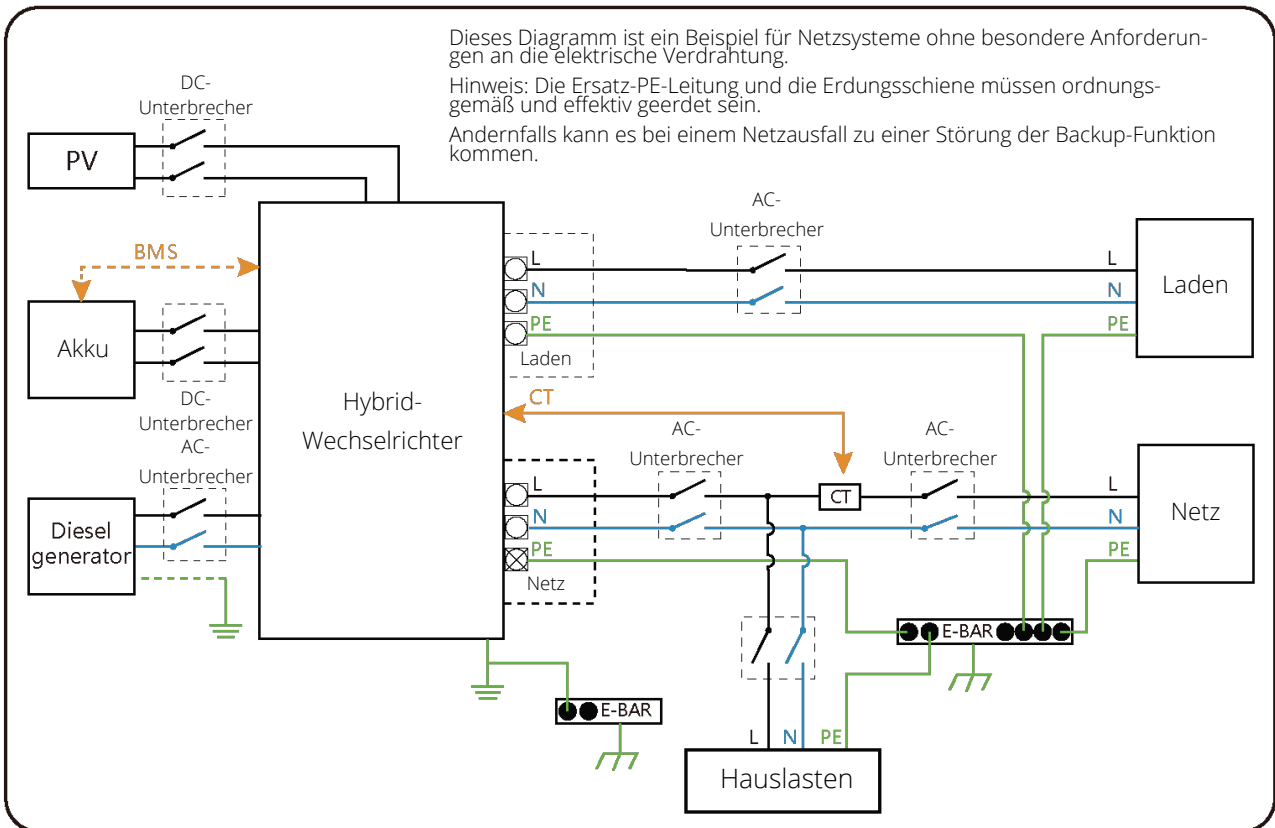 Dieses Diagramm ist ein Beispiel für Netzsysteme ohne besondere Anforderun-
gen an die elektrische Verdrahtung.
Hinweis: Die Ersatz-PE-Leitung und die Erdungsschiene müssen ordnungs-
gemäß und effektiv geerdet sein.
Andernfalls kann es bei einem Netzausfall zu einer Störung der Backup-Funktion
kommen.
DC-
Unterbrecher
PV
BMS
Akku
DC-
Unterbrecher
AC-
Unterbrecher
Diesel
generator
Hybrid-
Wechselrichter
L
N
PE
Laden
AC-
Unterbrecher
L
N
PE
Laden
CT
AC-
Unterbrecher
AC-
Unterbrecher
CT
L
N
PE
Netz
L
N
PE
Netz
E-BAR
E-BAR
L N PE
Hauslasten